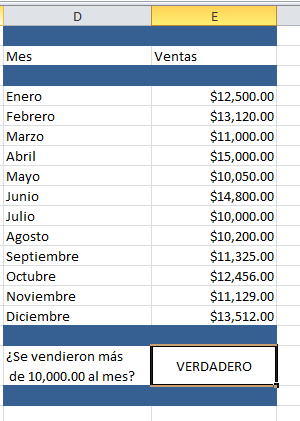 D E
Mes Ventas
Enero $12,500.00
Febrero $13,120.00
Marzo $11,000.00
Abril $15,000.00
Mayo $10,050.00
Junio $14,800.00
Julio $10,000.00
Agosto $10,200.00
Septiembre $11,325.00
Octubre $12,456.00
Noviembre $11,129.00
Diciembre $13,512.00
¿Se vendieron más
de 10,000.00 al mes? VERDADERO